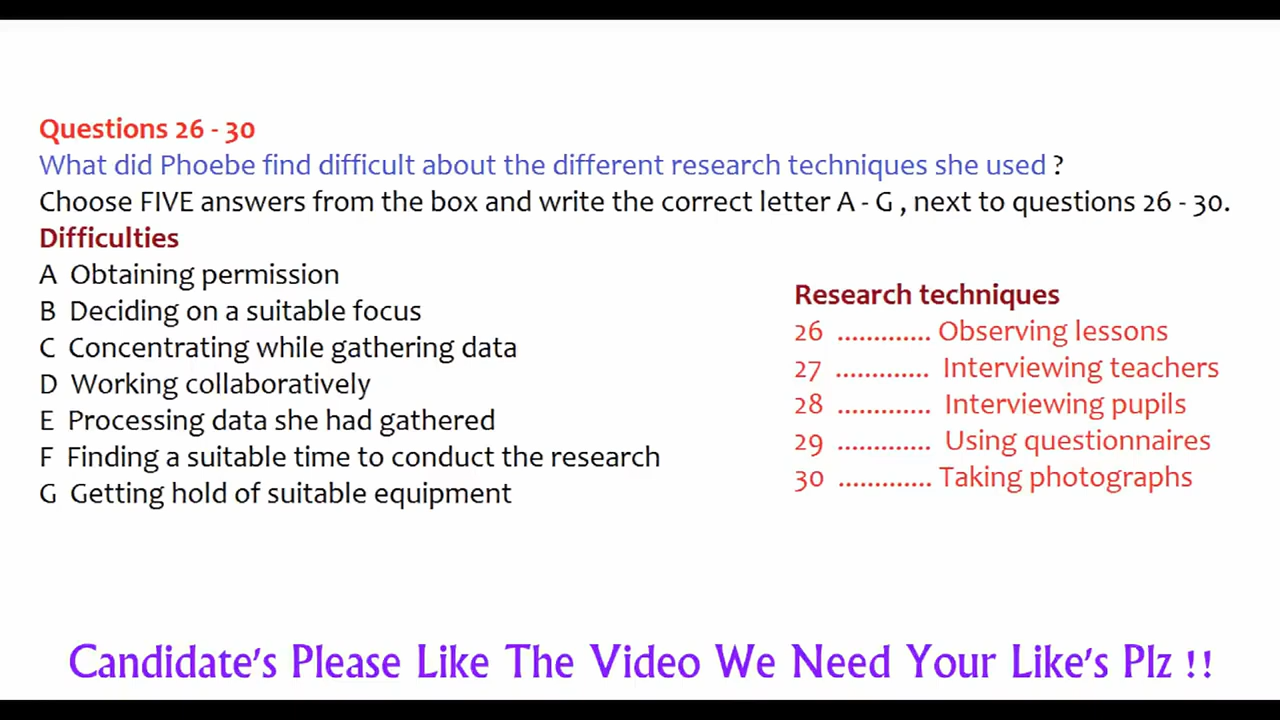 Questions 26 - 30
What did Phoebe find difficult about the different research techniques she used ?
Choose FIVE answers from the box and write the correct letter A - G , next to questions 26 - 30.
Difficulties
A Obtaining permission
B Deciding on a suitable focus
C Concentrating while gathering data
D Working collaboratively
E Processing data she had gathered
F Finding a suitable time to conduct the research
G Getting hold of suitable equipment
Research techniques
26 ............. Observing lessons
27 ............. Interviewing teachers
28 ............. Interviewing pupils
29 ............. Using questionnaires
30 ............. Taking photographs
Candidate's Please Like The Video We Need Your Like's Plz !!